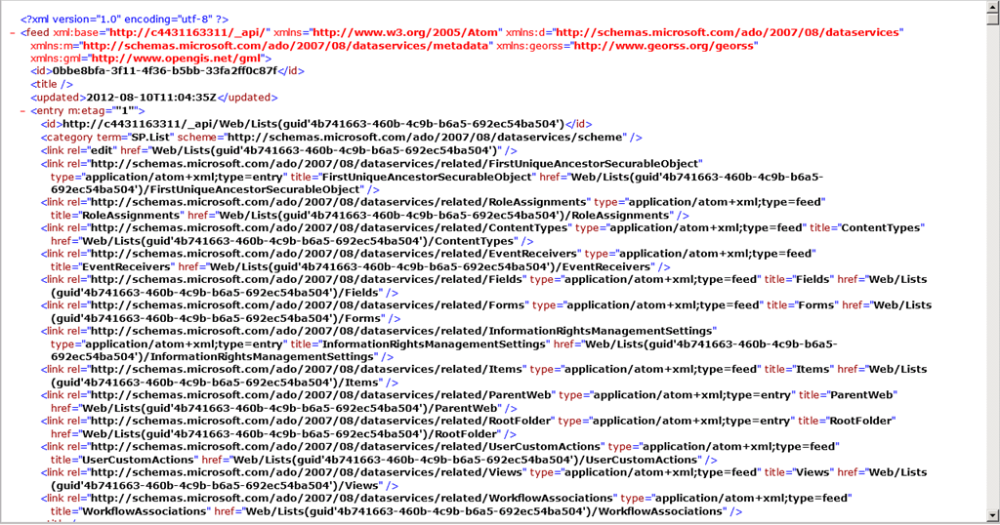 <?xml version="1.0" encoding="utf-8" ?>
- <feed xml:base="http://c4431163311/_api/" xmlns="http://www.w3.org/2005/Atom" xmlns:d="http://schemas.microsoft.com/ado/2007/08/dataservices"
xmlns:m="http://schemas.microsoft.com/ado/2007/08/dataservices/metadata" xmlns:georss="http://www.georss.org/georss"
xmlns:gml="http://www.opengis.net/gml">
<id>0bbe8bfa-3f11-4f36-b5bb-33fa2ff0c87f</id>
<title />
<updated>2012-08-10T11:04:35Z</updated>
- <entry m:etag=""1"">
<id>http://c4431163311/_api/Web/Lists(guid'4b741663-460b-4c9b-b6a5-692ec54ba504')</id>
<category term="SP.List" scheme="http://schemas.microsoft.com/ado/2007/08/dataservices/scheme" />
<link rel="edit" href="Web/Lists(guid'4b741663-460b-4c9b-b6a5-692ec54ba504')" />
<link rel="http://schemas.microsoft.com/ado/2007/08/dataservices/related/FirstUniqueAncestorSecurableObject"
type="application/atom+xml;type=entry" title="FirstUniqueAncestorSecurableObject" href="Web/Lists(guid'4b741663-460b-4c9b-b6a5-
692ec54ba504')/FirstUniqueAncestorSecurableObject" />
<link rel="http://schemas.microsoft.com/ado/2007/08/dataservices/related/RoleAssignments" type="application/atom+xml;type=feed"
title="RoleAssignments" href="Web/Lists(guid'4b741663-460b-4c9b-b6a5-692ec54ba504')/RoleAssignments" />
<link rel="http://schemas.microsoft.com/ado/2007/08/dataservices/related/ContentTypes" type="application/atom+xml;type=feed" title="ContentTypes"
href="Web/Lists(guid'4b741663-460b-4c9b-b6a5-692ec54ba504')/ContentTypes" />
<link rel="http://schemas.microsoft.com/ado/2007/08/dataservices/related/EventReceivers" type="application/atom+xml;type=feed"
title="EventReceivers" href="Web/Lists(guid'4b741663-460b-4c9b-b6a5-692ec54ba504')/EventReceivers" />
<link rel="http://schemas.microsoft.com/ado/2007/08/dataservices/related/Fields" type="application/atom+xml;type=feed" title="Fields" href="Web/Lists
(guid'4b741663-460b-4c9b-b6a5-692ec54ba504')/Fields" />
<link rel="http://schemas.microsoft.com/ado/2007/08/dataservices/related/Forms" type="application/atom+xml;type=feed" title="Forms" href="Web/Lists
(guid'4b741663-460b-4c9b-b6a5-692ec54ba504')/Forms" />
<link rel="http://schemas.microsoft.com/ado/2007/08/dataservices/related/InformationRightsManagementSettings"
type="application/atom+xml;type=entry" title="InformationRightsManagementSettings" href="Web/Lists(guid'4b741663-460b-4c9b-b6a5-
692ec54ba504')/InformationRightsManagementSettings" />
<link rel="http://schemas.microsoft.com/ado/2007/08/dataservices/related/Items" type="application/atom+xml;type=feed" title="Items" href="Web/Lists
(guid'4b741663-460b-4c9b-b6a5-692ec54ba504')/Items" />
<link rel="http://schemas.microsoft.com/ado/2007/08/dataservices/related/ParentWeb" type="application/atom+xml;type=entry" title="ParentWeb"
href="Web/Lists(guid'4b741663-460b-4c9b-b6a5-692ec54ba504')/ParentWeb" />
<link rel="http://schemas.microsoft.com/ado/2007/08/dataservices/related/RootFolder" type="application/atom+xml;type=entry" title="RootFolder"
href="Web/Lists(guid'4b741663-460b-4c9b-b6a5-692ec54ba504')/RootFolder" />
<link rel="http://schemas.microsoft.com/ado/2007/08/dataservices/related/UserCustomActions" type="application/atom+xml;type=feed"
title="UserCustomActions" href="Web/Lists(guid'4b741663-460b-4c9b-b6a5-692ec54ba504')/UserCustomActions" />
<link rel="http://schemas.microsoft.com/ado/2007/08/dataservices/related/Views" type="application/atom+xml;type=feed" title="Views" href="Web/Lists
(guid'4b741663-460b-4c9b-b6a5-692ec54ba504')/Views" />
<link rel="http://schemas.microsoft.com/ado/2007/08/dataservices/related/WorkflowAssociations" type="application/atom+xml;type=feed"
title="WorkflowAssociations" href="Web/Lists(guid'4b741663-460b-4c9b-b6a5-692ec54ba504')/WorkflowAssociations" />